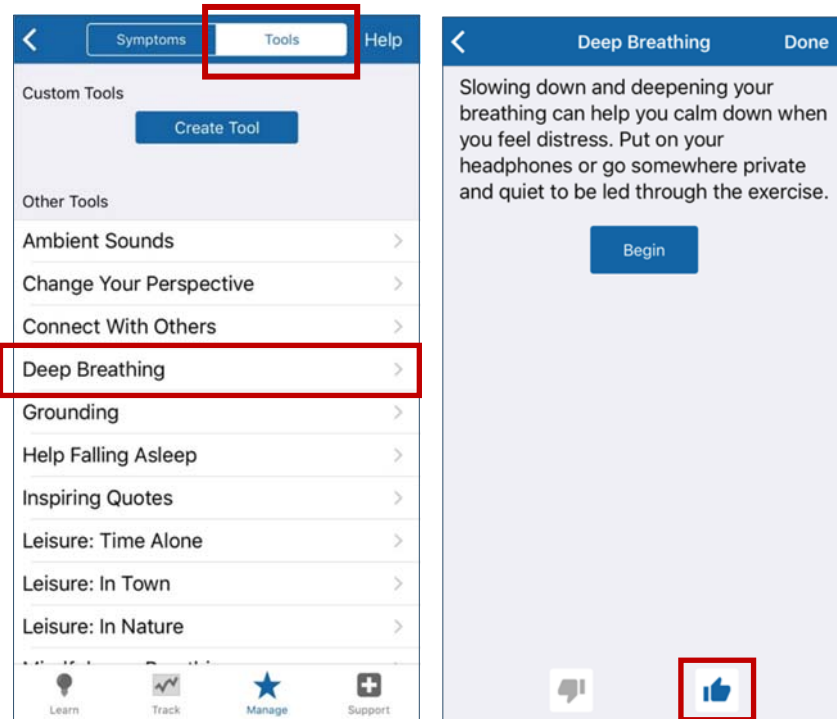 Symptoms
Tools
Help
Custom Tools
Create Tool
Other Tools
Ambient Sounds
Change Your Perspective
Connect With Others
Deep Breathing
Grounding
Help Falling Asleep
Inspiring Quotes
Leisure: Time Alone
Leisure: In Town
Leisure: In Nature
Learn
Track
Manage
Support
Deep Breathing
Done
Slowing down and deepening your
breathing can help you calm down when
you feel distress. Put on your
headphones or go somewhere private
and quiet to be led through the exercise.
Begin